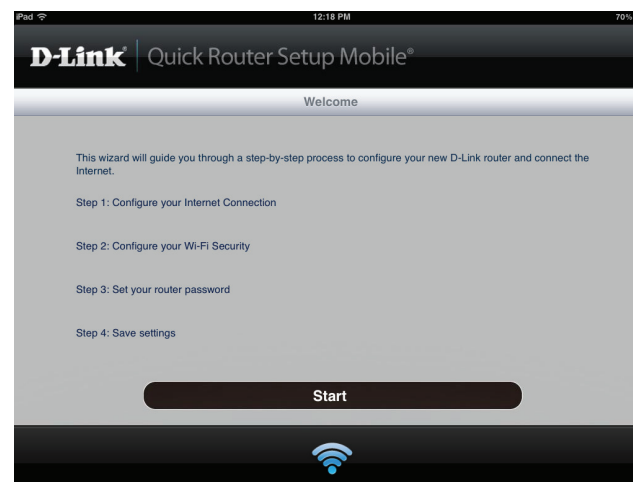 iPad 12:18 PM 70%
D-Link® Quick Router Setup Mobile®
Welcome
This wizard will guide you through a step-by-step process to configure your new D-Link router and connect the
Internet.
Step 1: Configure your Internet Connection
Step 2: Configure your Wi-Fi Security
Step 3: Set your router password
Step 4: Save settings
Start